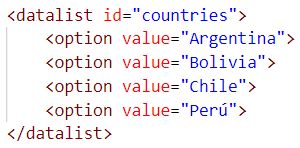 <datalist id="countries">
<option value="Argentina">
<option value="Bolivia">
<option value="Chile">
<option value="Perú">
</datalist>